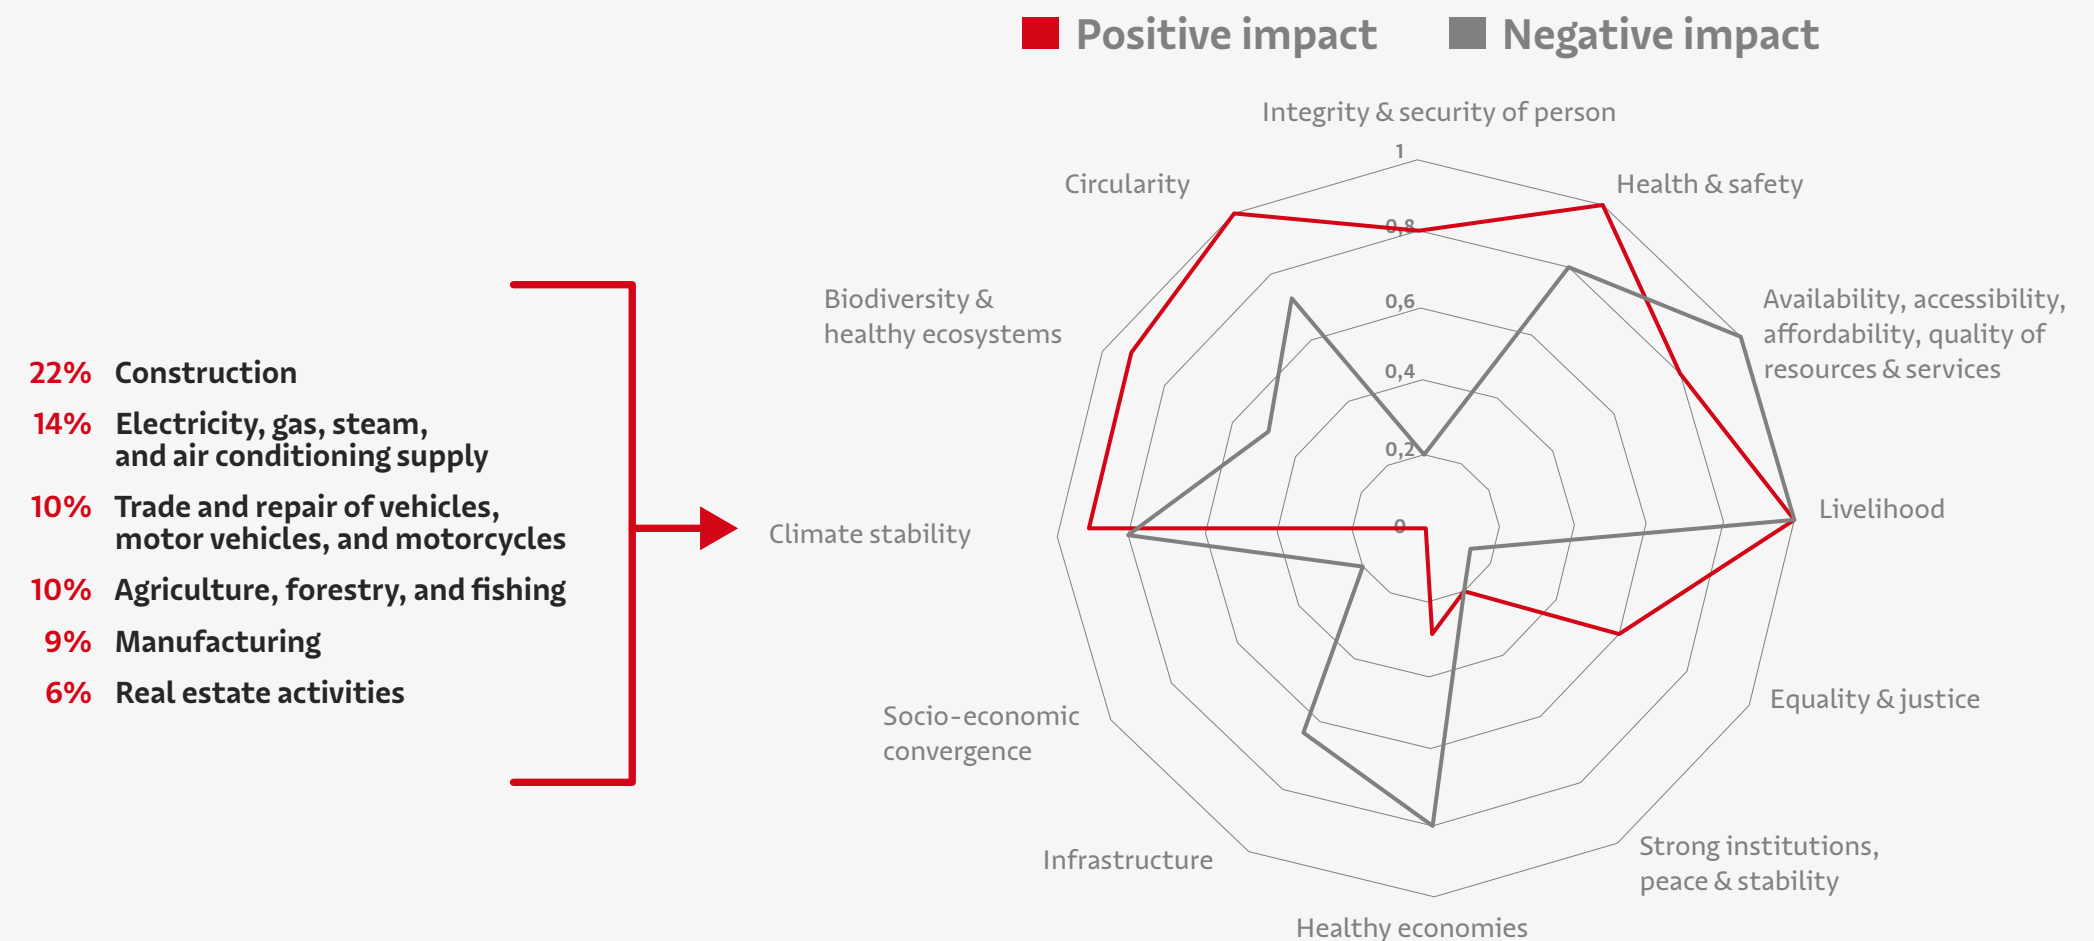 Positive impact
Negative impact
22% Construction
14% Electricity, gas, steam,
and air conditioning supply
10% Trade and repair of vehicles,
motor vehicles, and motorcycles
10% Agriculture, forestry, and fishing
9% Manufacturing
6% Real estate activities
Integrity & security of person
Health & safety
Availability, accessibility,
affordability, quality of
resources & services
Livelihood
Equality & justice
Strong institutions,
peace & stability
Healthy economies
Infrastructure
Socio-economic
convergence
Climate stability
Biodiversity &
healthy ecosystems
Circularity
1
0,8
0,6
0,4
0,2
0